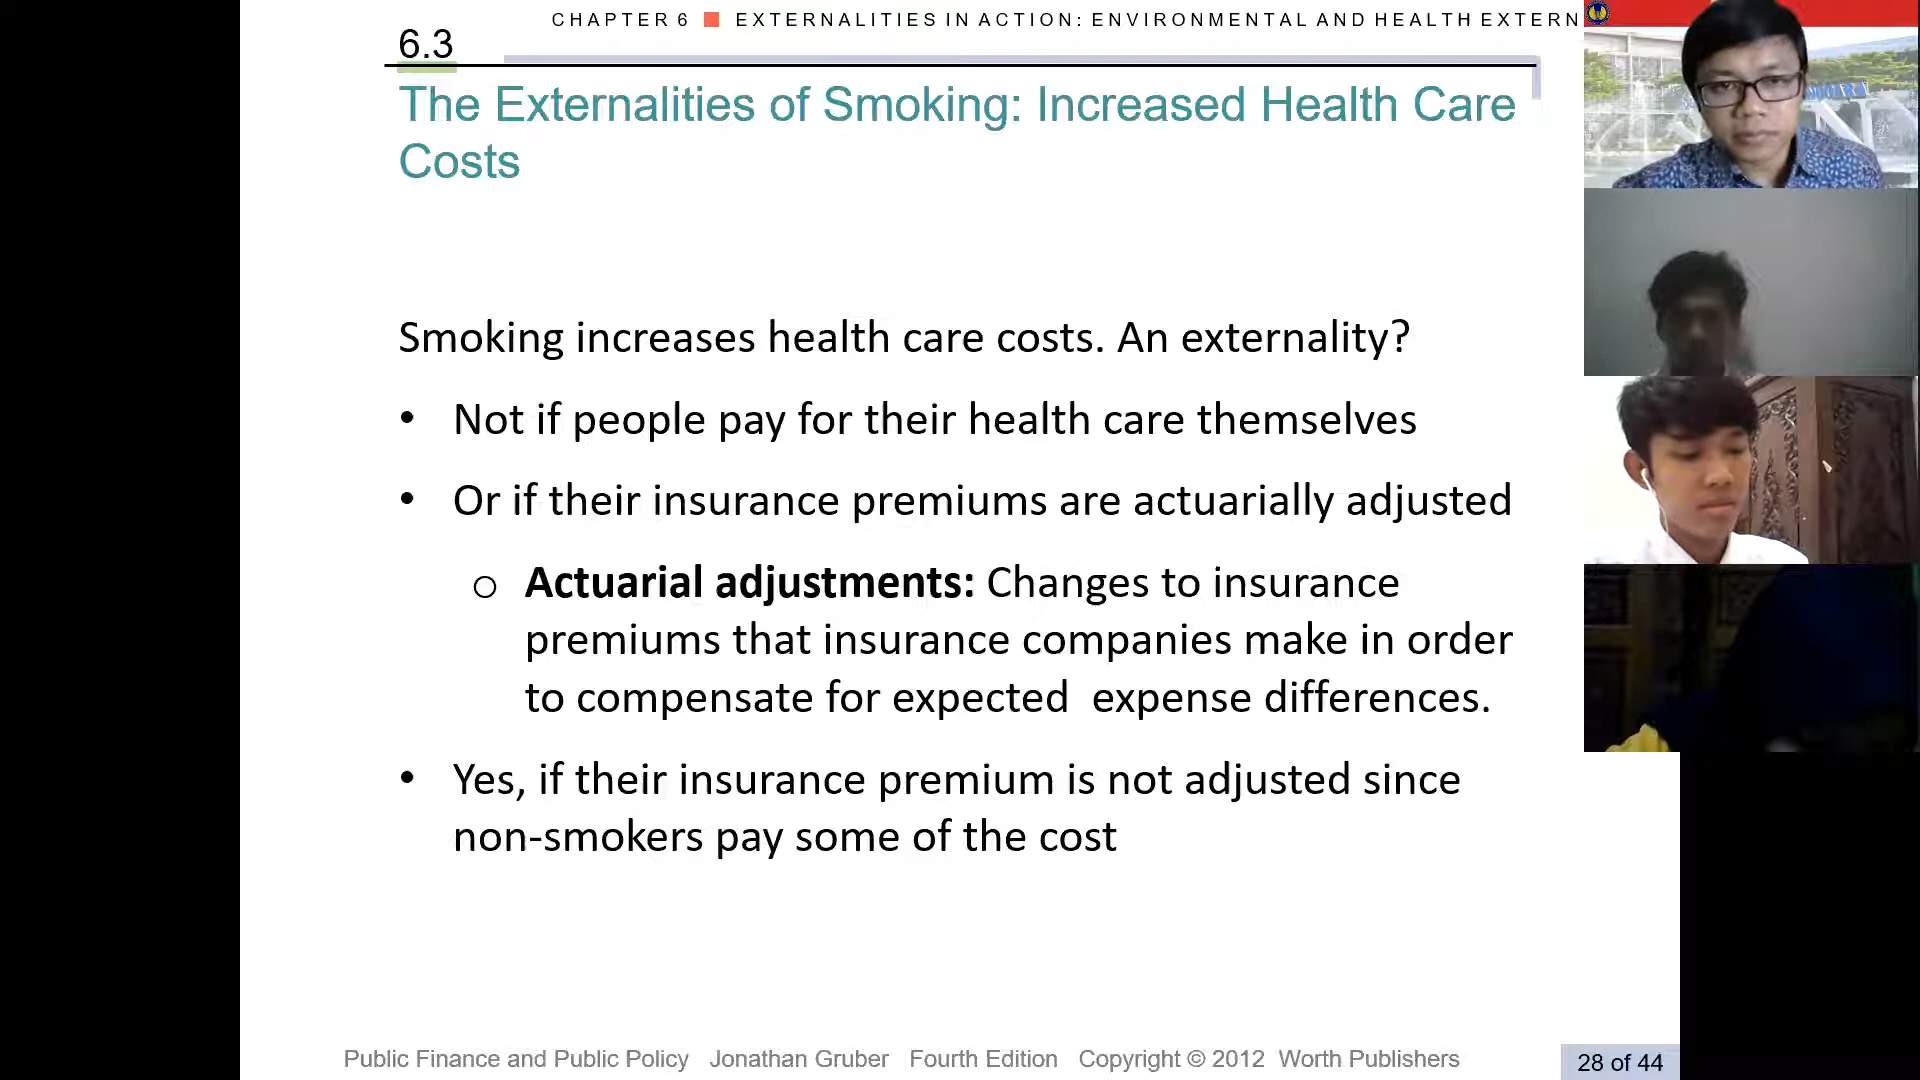 CHAPTER 6 ■ EXTERNALITIES IN ACTION: ENVIRONMENTAL AND HEALTH EXTERN
6.3
The Externalities of Smoking: Increased Health Care
Costs
Smoking increases health care costs. An externality?
• Not if people pay for their health care themselves
• Or if their insurance premiums are actuarially adjusted
o Actuarial adjustments: Changes to insurance
premiums that insurance companies make in order
to compensate for expected expense differences.
• Yes, if their insurance premium is not adjusted since
non-smokers pay some of the cost
Public Finance and Public Policy Jonathan Gruber Fourth Edition Copyright © 2012 Worth Publishers
28 of 44